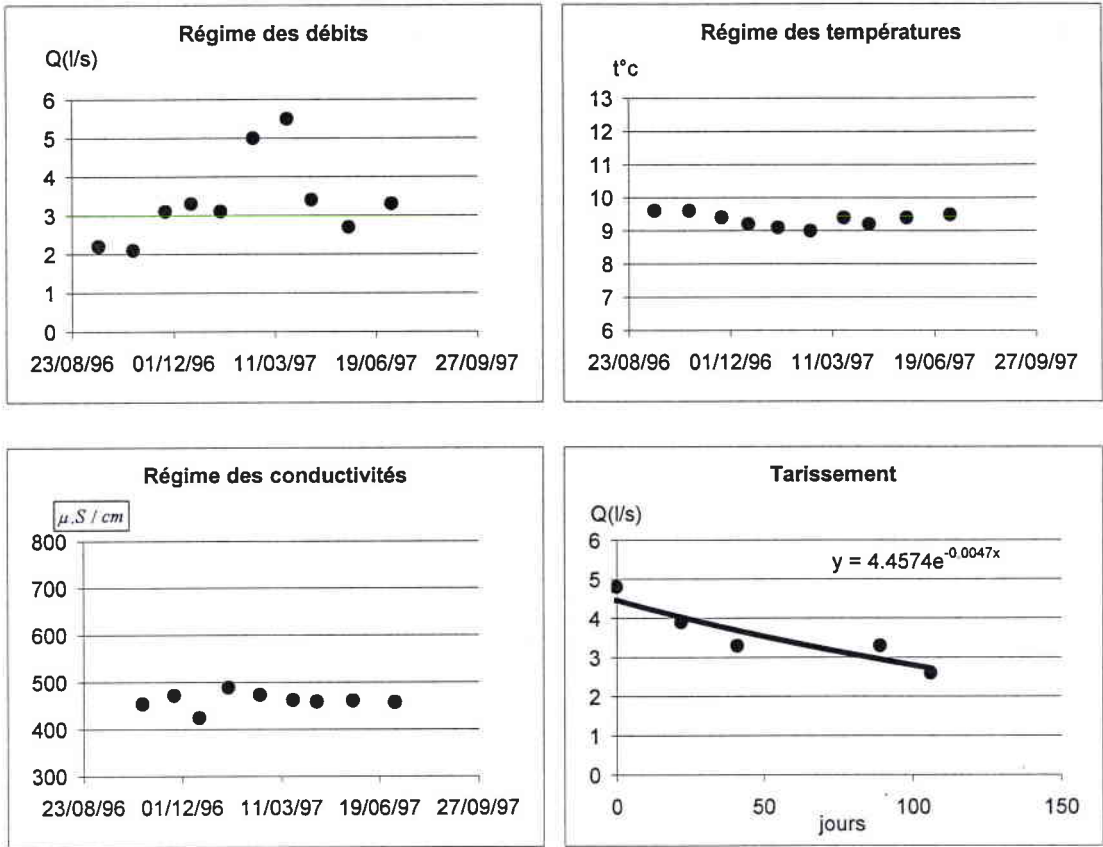 Régime des débits
Q(l/s)
6
5
4
3
2
1
0
23/08/96 01/12/96 11/03/97 19/06/97 27/09/97
Régime des températures
t°c
13
12
11
10
9
8
7
6
23/08/96 01/12/96 11/03/97 19/06/97 27/09/97
Régime des conductivités
μ.S / cm
800
700
600
500
400
300
23/08/96 01/12/96 11/03/97 19/06/97 27/09/97
Tarissement
Q(l/s)
y = 4.4574e-0.0047x
6
5
4
3
2
1
0
0 50 100 150
jours